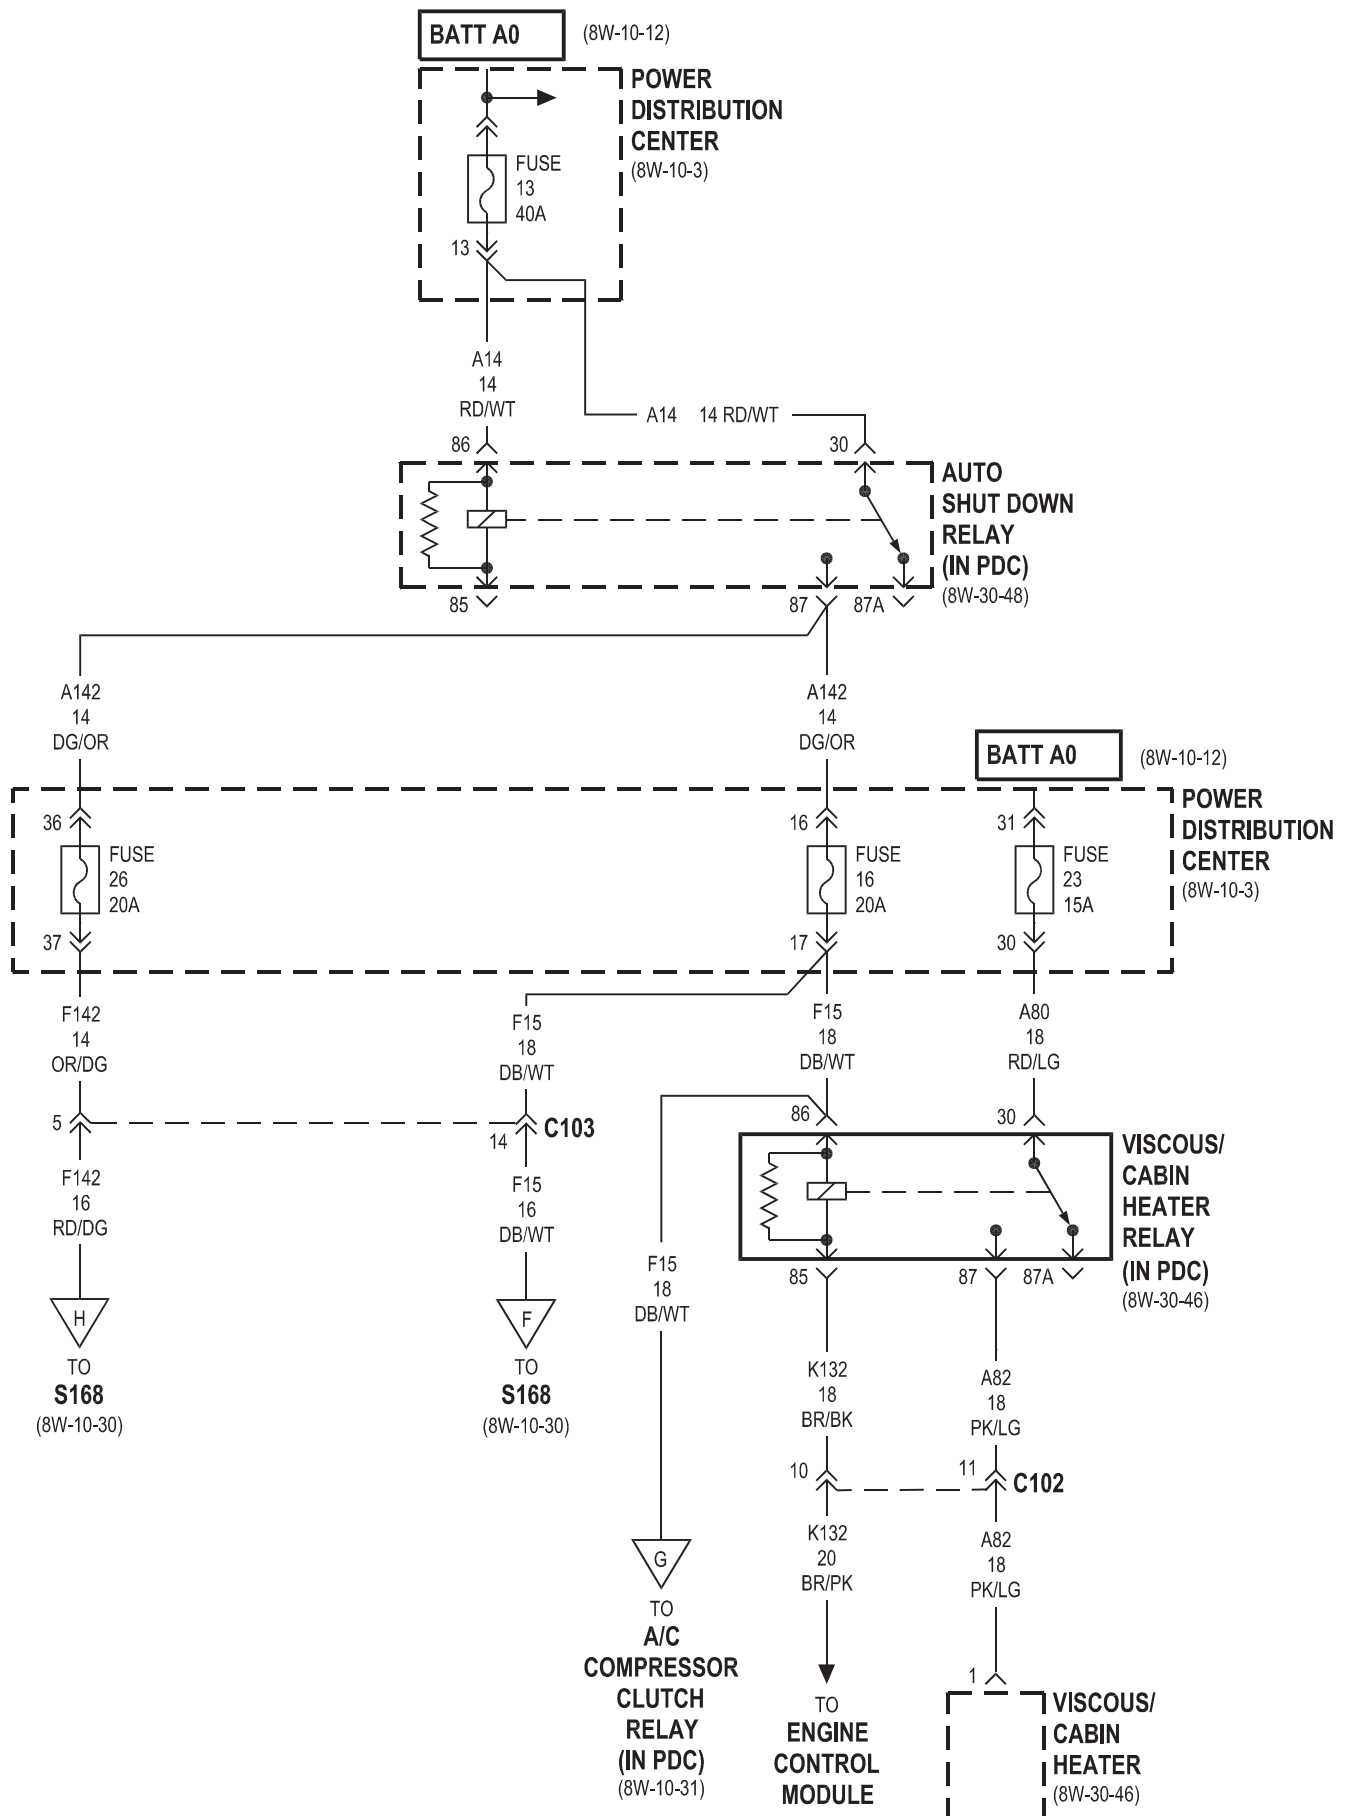 BATT A0
(8W-10-12)
POWER
DISTRIBUTION
CENTER
(8W-10-3)
FUSE
13
40A
13
A14
14
RD/WT
A14 14 RD/WT
86
30
AUTO
SHUT DOWN
RELAY
(IN PDC)
(8W-30-48)
85
87
87A
A142
14
DG/OR
A142
14
DG/OR
BATT A0
(8W-10-12)
POWER
DISTRIBUTION
CENTER
(8W-10-3)
36
FUSE
26
20A
37
16
FUSE
16
20A
17
31
FUSE
23
15A
30
F142
14
OR/DG
F15
18
DB/WT
F15
18
DB/WT
A80
18
RD/LG
5
14
C103
86
30
VISCOUS/
CABIN
HEATER
RELAY
(IN PDC)
(8W-30-46)
F142
16
RD/DG
F15
16
DB/WT
F15
18
DB/WT
85
87
87A
H
TO
S168
(8W-10-30)
F
TO
S168
(8W-10-30)
K132
18
BR/BK
A82
18
PK/LG
10
11
C102
K132
20
BR/PK
A82
18
PK/LG
G
TO
A/C
COMPRESSOR
CLUTCH
RELAY
(IN PDC)
(8W-10-31)
TO
ENGINE
CONTROL
MODULE
1
VISCOUS/
CABIN
HEATER
(8W-30-46)